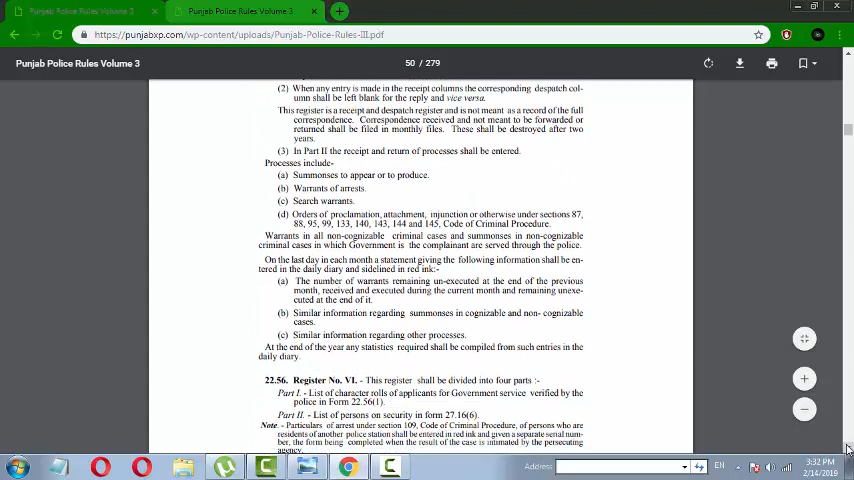 Punjab Police Rules Volume 2
Punjab Police Rules Volume 3
https://punjabxp.com/wp-content/uploads/Punjab-Police-Rules-III.pdf
Punjab Police Rules Volume 3
50 / 279
(2) When any entry is made in the receipt columns the corresponding despatch col-
umn shall be left blank for the reply and vice versa.
This register is a receipt and despatch register and is not meant as a record of the full
correspondence. Correspondence received and not meant to be forwarded or
returned shall be filed in monthly files. These shall be destroyed after two
years.
(3) In Part II the receipt and return of processes shall be entered.
Processes include-
(a) Summonses to appear or to produce.
(b) Warrants of arrests.
(c) Search warrants.
(d) Orders of proclamation, attachment, injunction or otherwise under sections 87,
88, 95, 99, 133, 140, 143, 144 and 145, Code of Criminal Procedure.
Warrants in all non-cognizable criminal cases and summonses in non-cognizable
criminal cases in which Government is the complainant are served through the police.
On the last day in each month a statement giving the following information shall be en-
tered in the daily diary and sidelined in red ink:-
(a) The number of warrants remaining un-executed at the end of the previous
month, received and executed during the current month and remaining unexe-
cuted at the end of it.
(b) Similar information regarding summonses in cognizable and non- cognizable
cases.
(c) Similar information regarding other processes.
At the end of the year any statistics required shall be compiled from such entries in the
daily diary.
22.56. Register No. VI. - This register shall be divided into four parts :-
Part I. - List of character rolls of applicants for Government service verified by the
police in Form 22.56(1).
Part II. - List of persons on security in form 27.16(6).
Note. - Particulars of arrest under section 109, Code of Criminal Procedure, of persons who are
residents of another police station shall be entered in red ink and given a separate serial num-
ber, the form being completed when the result of the case is intimated by the persecuting
agency.
Address
EN
3:32 PM
2/14/2019